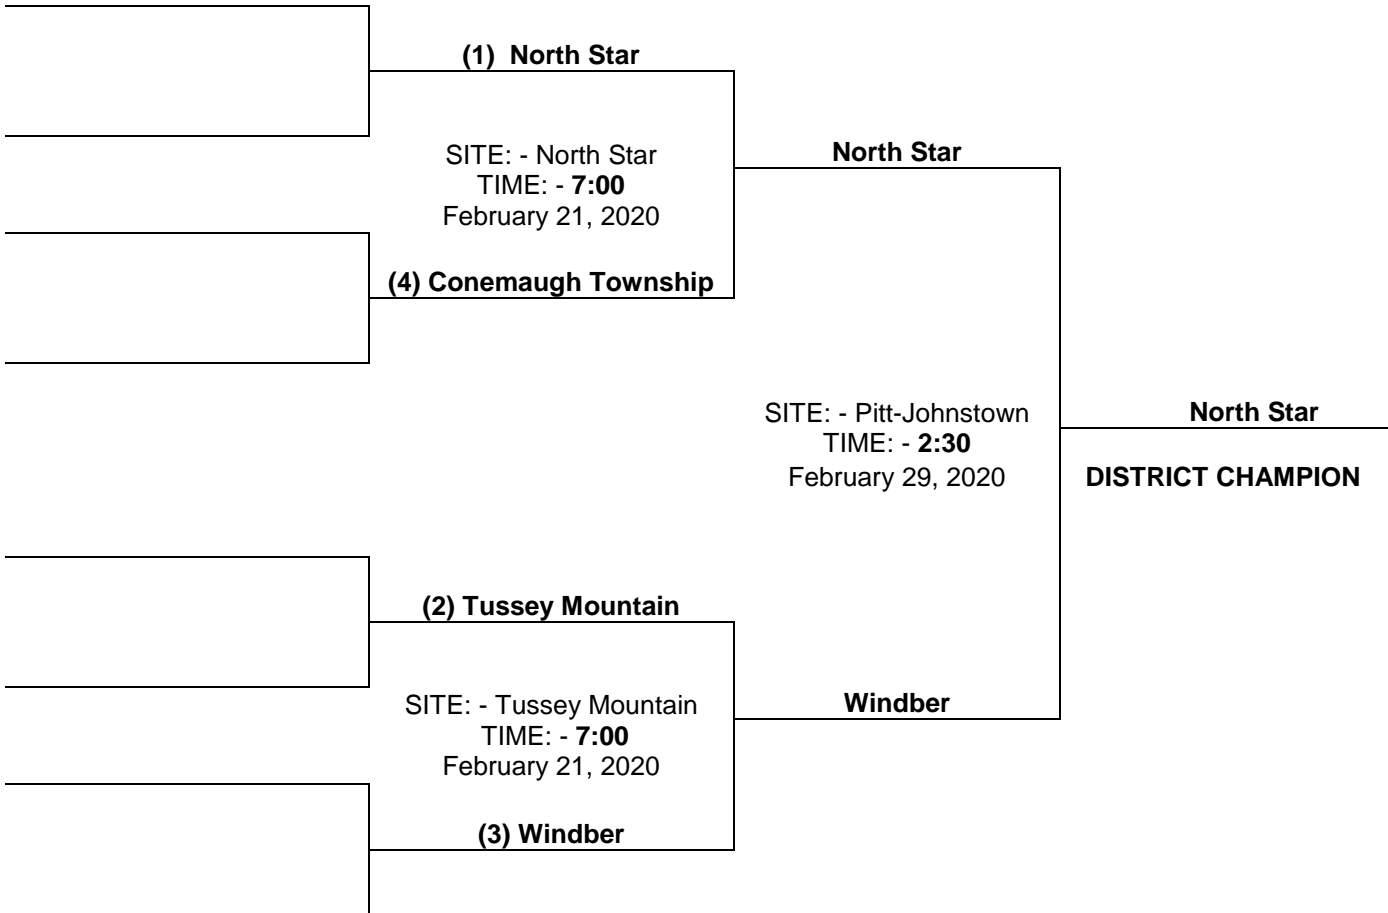 (1) North Star
SITE: - North Star
TIME: - 7:00
February 21, 2020
(4) Conemaugh Township
North Star
SITE: - Pitt-Johnstown
TIME: - 2:30
February 29, 2020
North Star
DISTRICT CHAMPION
(2) Tussey Mountain
SITE: - Tussey Mountain
TIME: - 7:00
February 21, 2020
(3) Windber
Windber